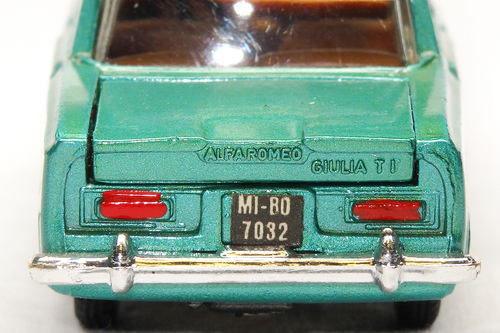 ALFAROMEO
GIULIA T I
MI-BO
7032